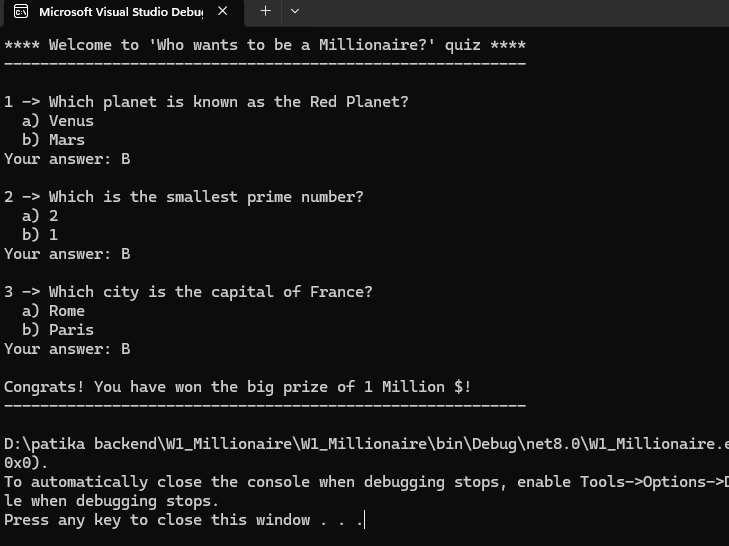 Microsoft Visual Studio Debu
**** Welcome to 'Who wants to be a Millionaire?' quiz ****
----------------------------------------------------------
1 -> Which planet is known as the Red Planet?
a) Venus
b) Mars
Your answer: B
2 -> Which is the smallest prime number?
a) 2
b) 1
Your answer: B
3 -> Which city is the capital of France?
a) Rome
b) Paris
Your answer: B
Congrats! You have won the big prize of 1 Million $!
----------------------------------------------------------
D:\patika backend\W1_Millionaire\W1_Millionaire\bin\Debug\net8.0\W1_Millionaire.e
0x0).
To automatically close the console when debugging stops, enable Tools->Options->D
le when debugging stops.
Press any key to close this window . . .